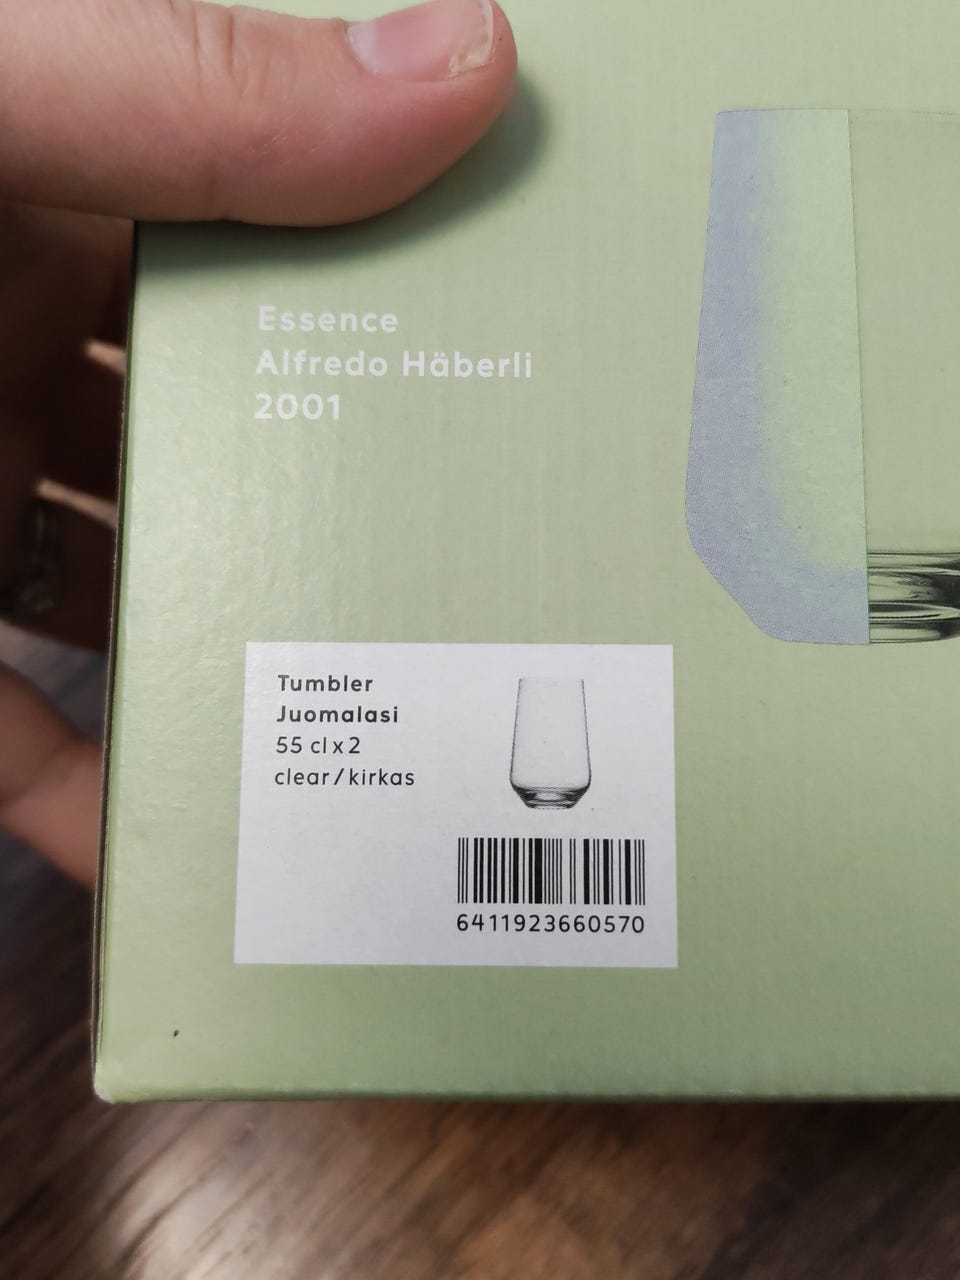 Essence
Alfredo Häberli
2001
Tumbler
Juomalasi
55 cl x 2
clear/kirkas
6411923660570